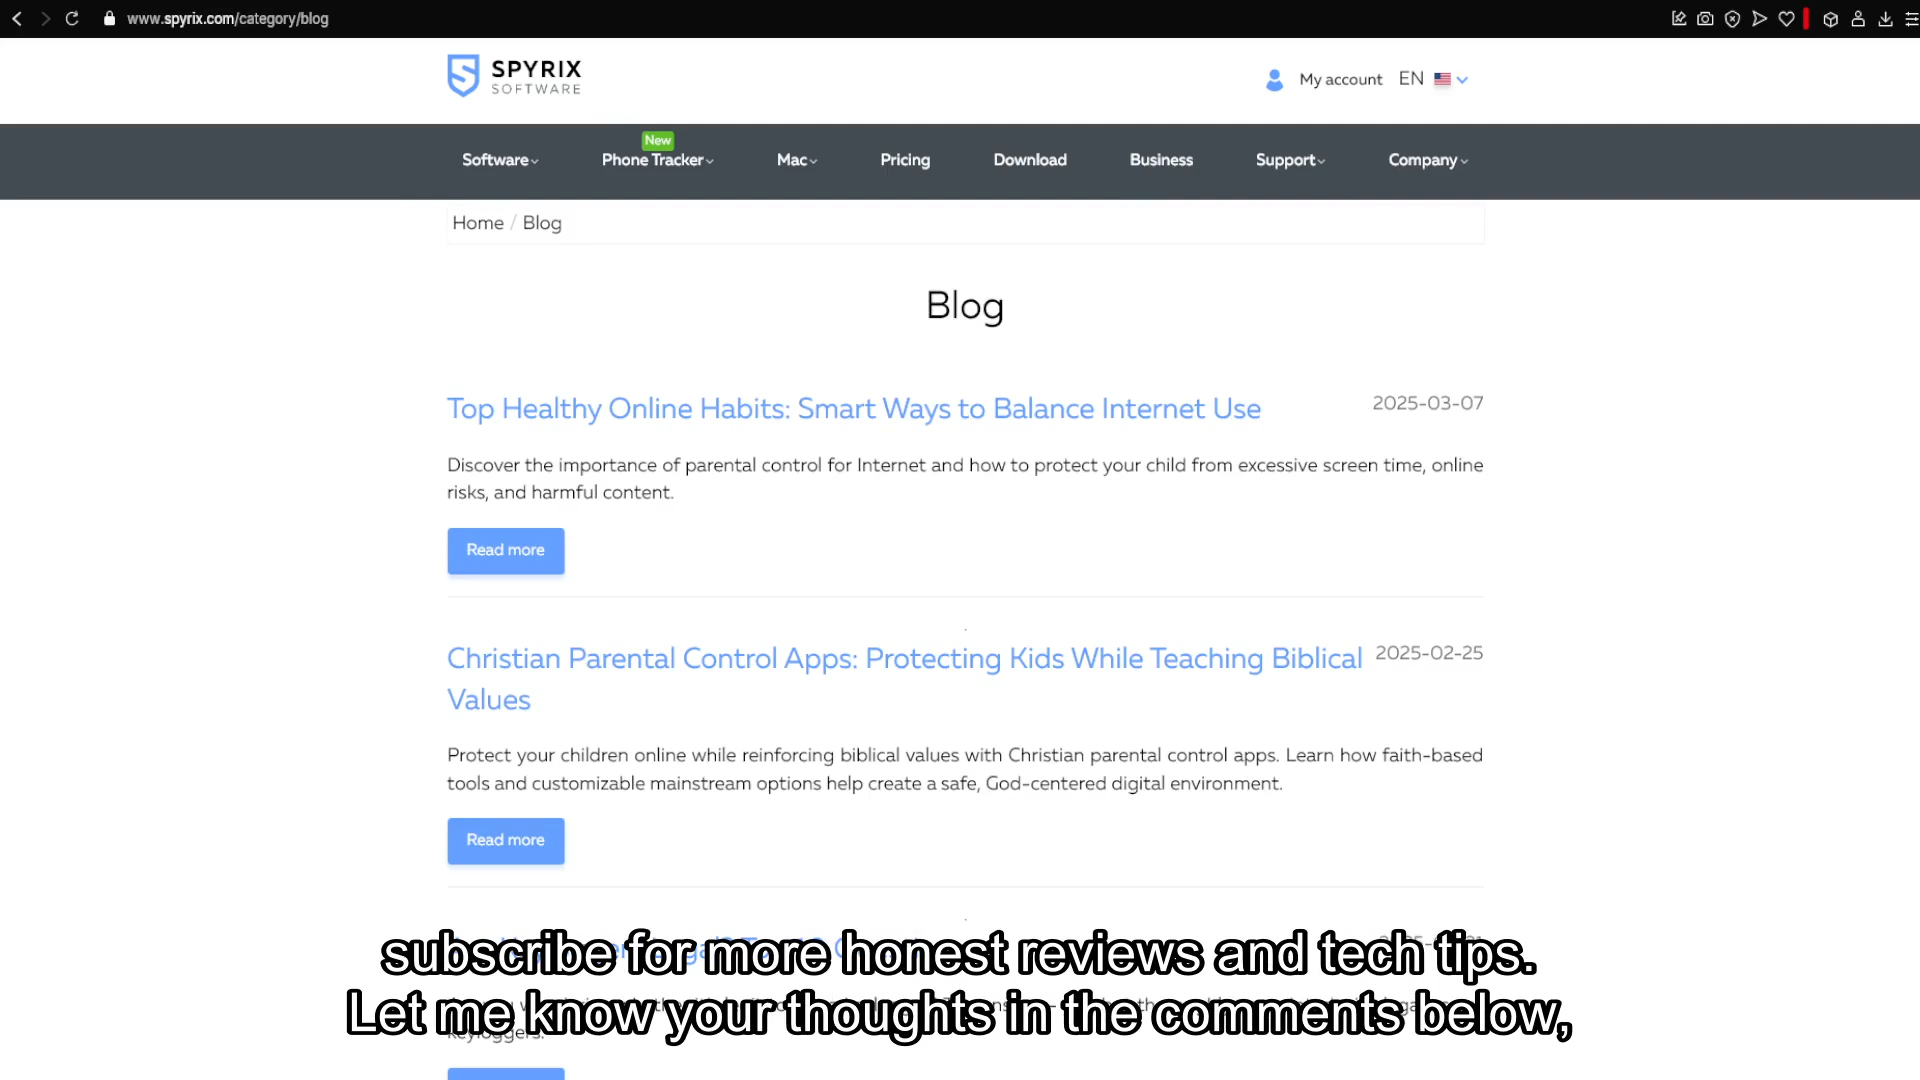 www.spyrix.com/category/blog
SPYRIX
SOFTWARE
My account EN
New
Software Phone Tracker Mac Pricing Download Business Support Company
Home / Blog
Blog
Top Healthy Online Habits: Smart Ways to Balance Internet Use 2025-03-07
Discover the importance of parental control for Internet and how to protect your child from excessive screen time, online
risks, and harmful content.
Read more
Christian Parental Control Apps: Protecting Kids While Teaching Biblical 2025-02-25
Values
Protect your children online while reinforcing biblical values with Christian parental control apps. Learn how faith-based
tools and customizable mainstream options help create a safe, God-centered digital environment.
Read more
subscribe for more honest reviews and tech tips.
Let me know your thoughts in the comments below,
keyloggers.